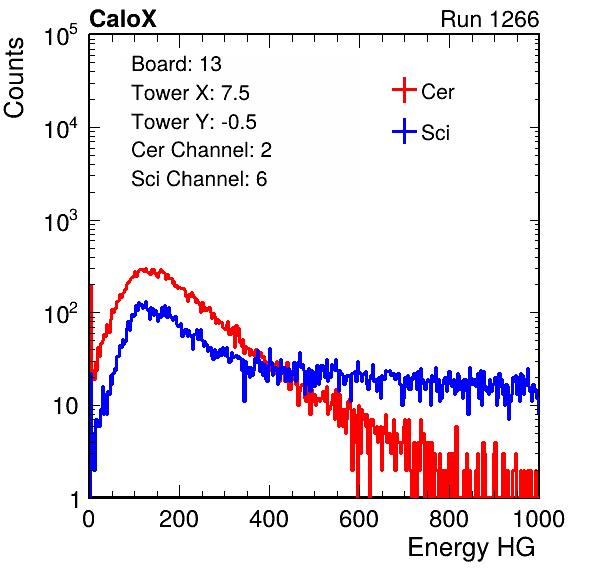 CaloX Run 1266
Counts
10^5
10^4
10^3
10^2
10
1
Board: 13
Tower X: 7.5
Tower Y: -0.5
Cer Channel: 2
Sci Channel: 6
Cer
Sci
0 200 400 600 800 1000
Energy HG